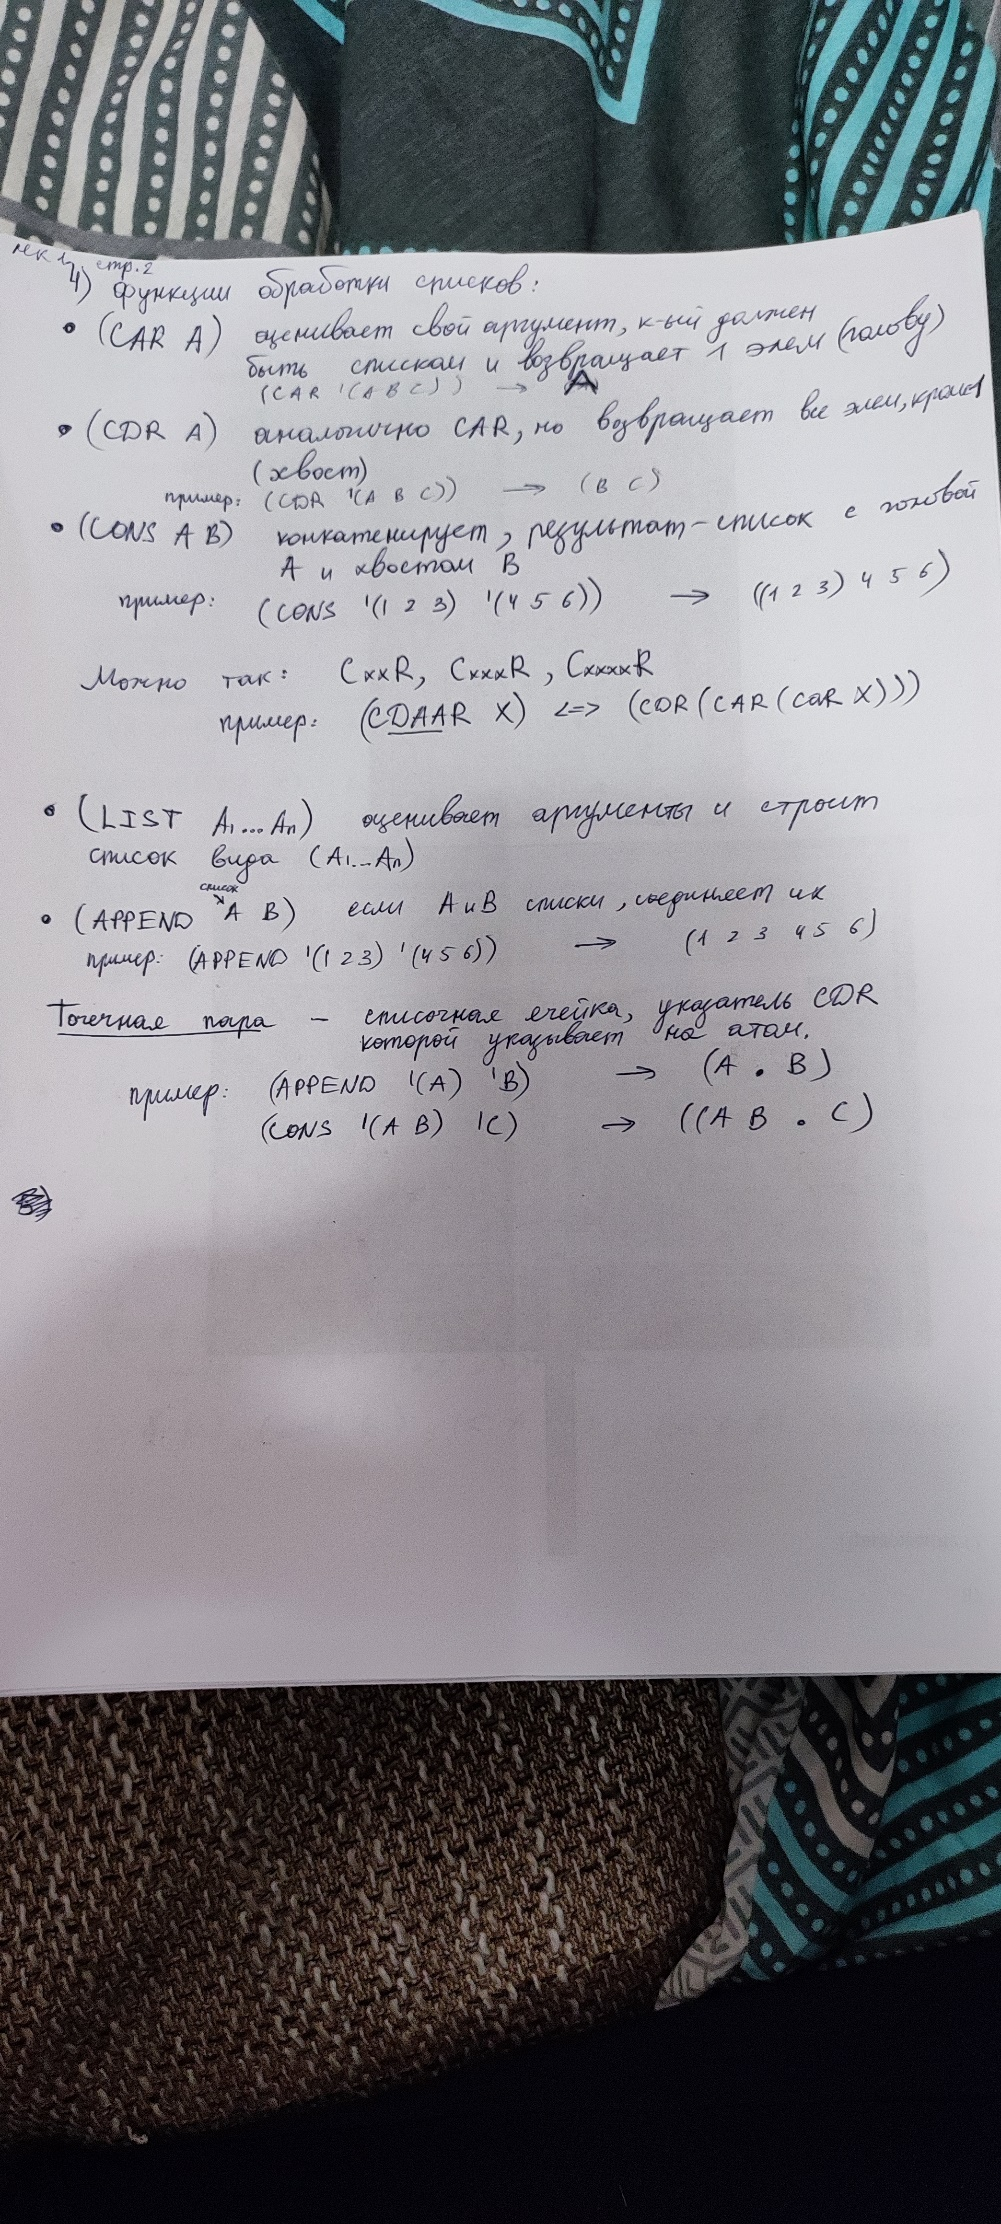 лек 1, стр. 2
4) Функции обработки списков:
• (CAR A) оценивает свой аргумент, к-ый должен
быть списком и возвращает 1 элем (голову)
(CAR '(A B C)) → A
• (CDR A) аналогично CAR, но возвращает все элем, кроме 1
(хвост)
пример: (CDR '(A B C)) → (B C)
• (CONS A B) конкатенирует, результат - список с головой
A и хвостом B
пример: (CONS '(1 2 3) '(4 5 6)) → ((1 2 3) 4 5 6)
Можно так: CxxR, CxxxR, CxxxxR
пример: (CDAAR X) <=> (CDR (CAR (CaR X)))
• (LIST A1...An) оценивает аргументы и строит
список вида (A1...An)
список
• (APPEND A B) если A и B списки, соединяет их
пример: (APPEND '(1 2 3) '(4 5 6)) → (1 2 3 4 5 6)
Точечная пара - списочная ячейка, указатель CDR
которой указывает на атом.
пример: (APPEND '(A) 'B) → (A . B)
(CONS '(A B) 'C) → ((A B . C)